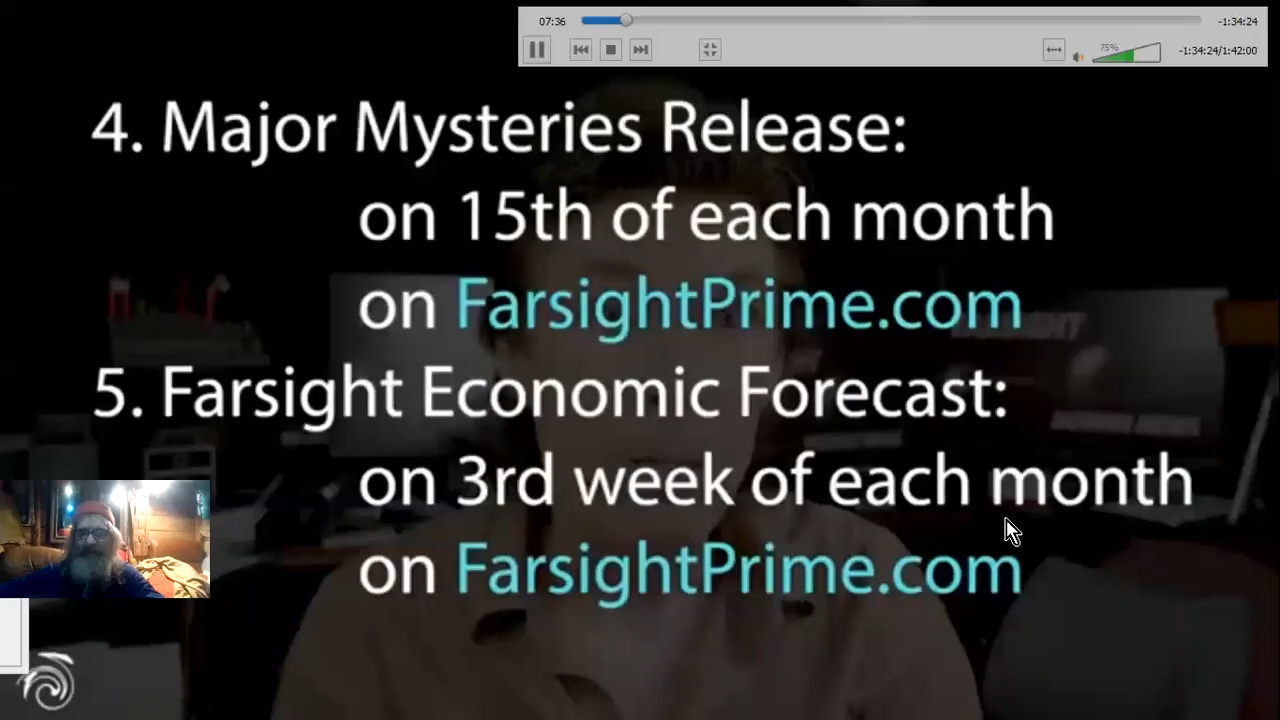 07:36
-1:34:24
75%
-1:34:24/1:42:00
4. Major Mysteries Release:
on 15th of each month
on FarsightPrime.com
5. Farsight Economic Forecast:
on 3rd week of each month
on FarsightPrime.com